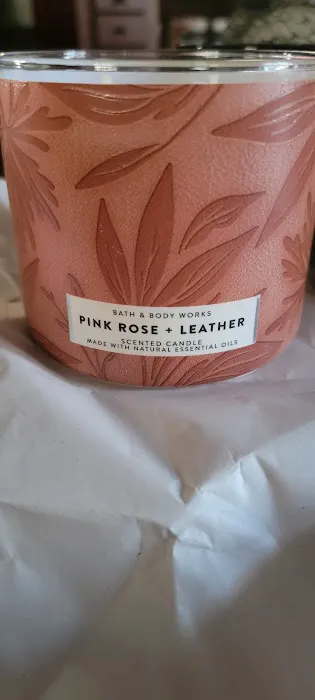 BATH & BODY WORKS
PINK ROSE + LEATHER
SCENTED CANDLE
MADE WITH NATURAL ESSENTIAL OILS